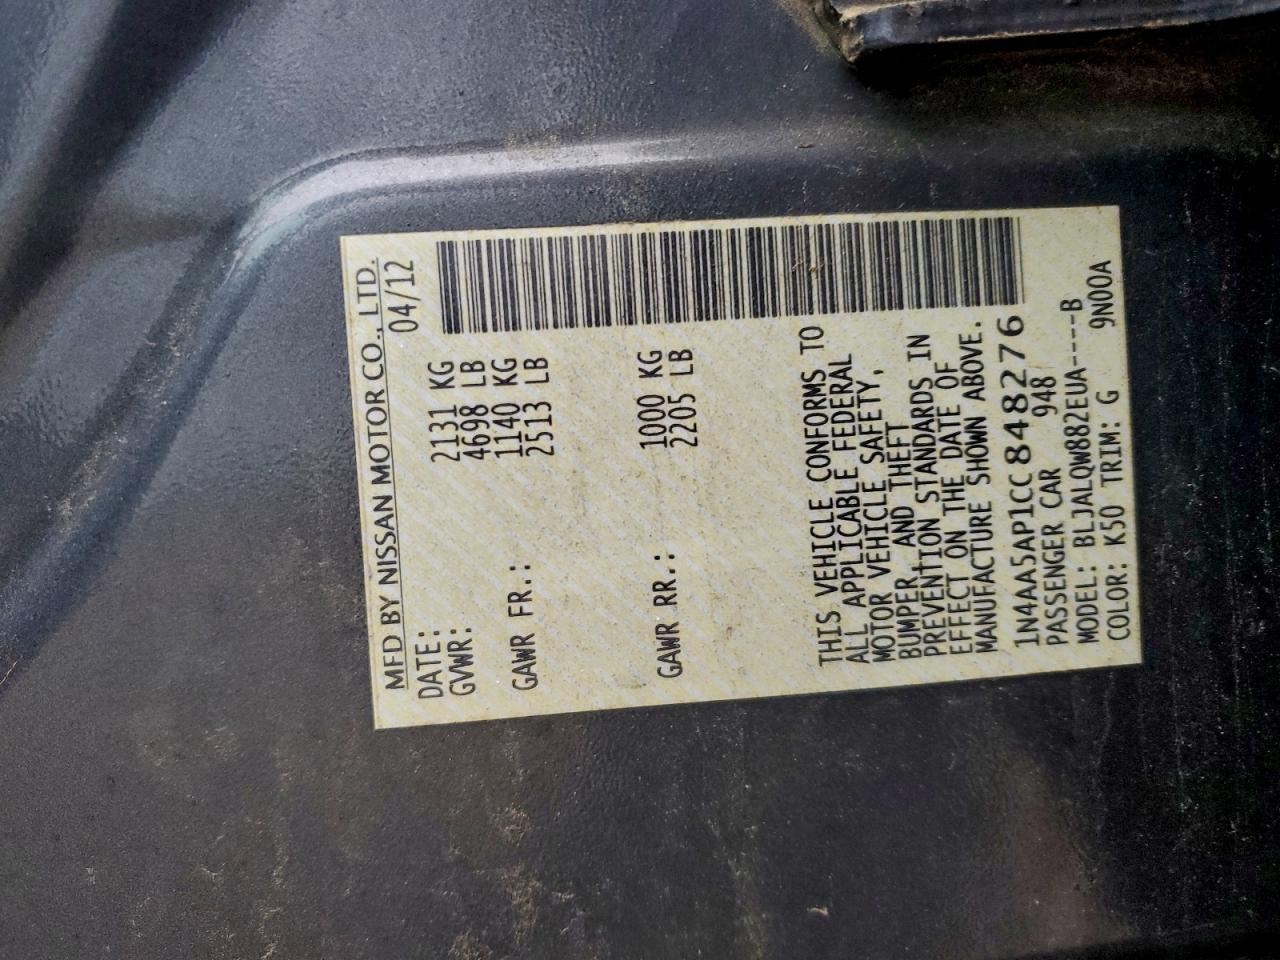 MFD BY NISSAN MOTOR CO., LTD.
DATE: 04/12
GVWR: 2131 KG
4698 LB
GAWR FR.: 1140 KG
2513 LB
GAWR RR.: 1000 KG
2205 LB
THIS VEHICLE CONFORMS TO
ALL APPLICABLE FEDERAL
MOTOR VEHICLE SAFETY,
BUMPER, AND THEFT
PREVENTION STANDARDS IN
EFFECT ON THE DATE OF
MANUFACTURE SHOWN ABOVE.
1N4AA5AP1CC848276
PASSENGER CAR 948
MODEL: BLJALQW882EUA----B
COLOR: K50 TRIM: G 9N00A